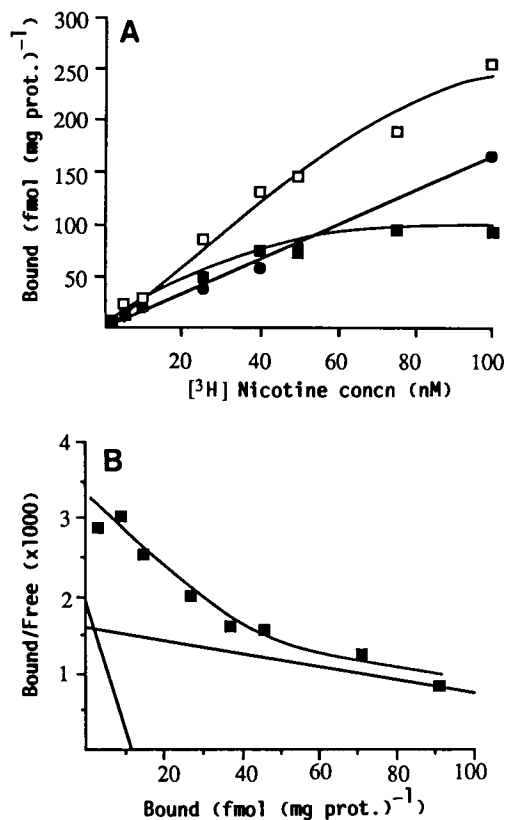 A
300
250
200
150
100
50
Bound (fmol (mg prot.)⁻¹
20 40 60 80 100
[³H] Nicotine concn (nM)
B
4
3
2
1
Bound/Free (x1000)
20 40 60 80 100
Bound (fmol (mg prot.)⁻¹